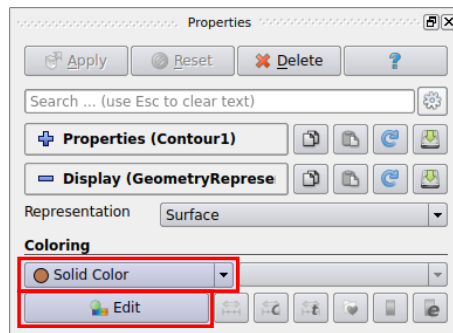 Properties
Apply Reset Delete ?
Search ... (use Esc to clear text)
Properties (Contour1)
Display (GeometryReprese
Representation Surface
Coloring
Solid Color
Edit c t e